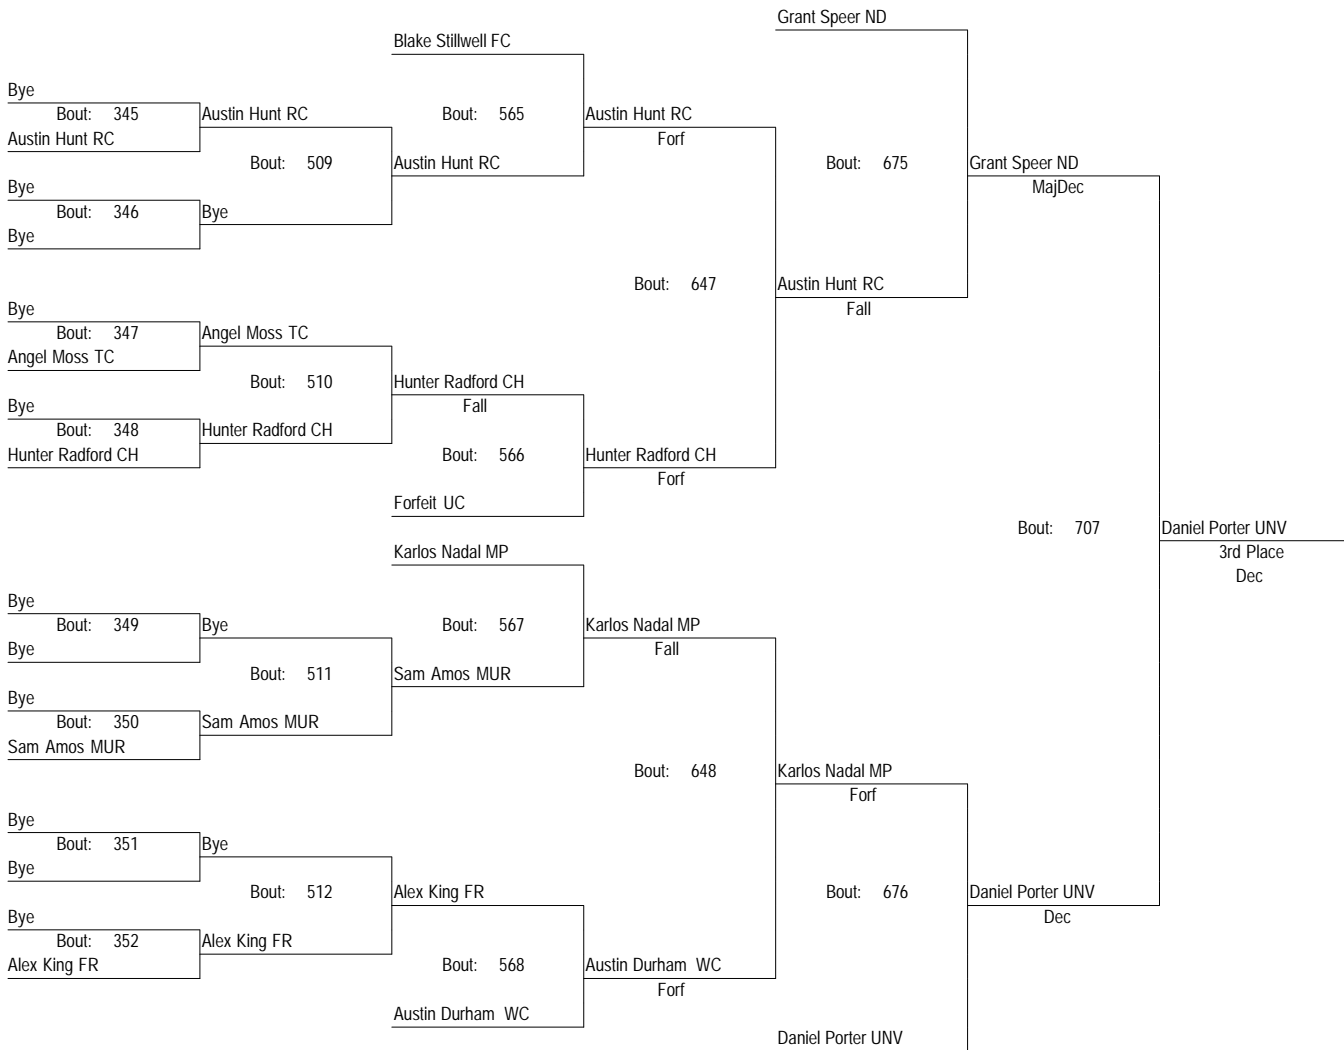 Grant Speer ND
Blake Stillwell FC
Bye
Bout: 345 Austin Hunt RC Bout: 565 Austin Hunt RC
Austin Hunt RC Forf
Bout: 509 Austin Hunt RC Bout: 675 Grant Speer ND
Bye MajDec
Bout: 346 Bye
Bye
Bout: 647 Austin Hunt RC
Bye Fall
Bout: 347 Angel Moss TC
Angel Moss TC
Bout: 510 Hunter Radford CH
Bye Fall
Bout: 348 Hunter Radford CH
Hunter Radford CH Bout: 566 Hunter Radford CH
Forf
Forfeit UC
Bout: 707 Daniel Porter UNV
Karlos Nadal MP 3rd Place
Dec
Bye
Bout: 349 Bye Bout: 567 Karlos Nadal MP
Bye Fall
Bout: 511 Sam Amos MUR
Bye
Bout: 350 Sam Amos MUR
Sam Amos MUR
Bout: 648 Karlos Nadal MP
Forf
Bye
Bout: 351 Bye
Bye
Bout: 512 Alex King FR Bout: 676 Daniel Porter UNV
Bye Dec
Bout: 352 Alex King FR
Alex King FR Bout: 568 Austin Durham WC
Forf
Austin Durham WC
Daniel Porter UNV